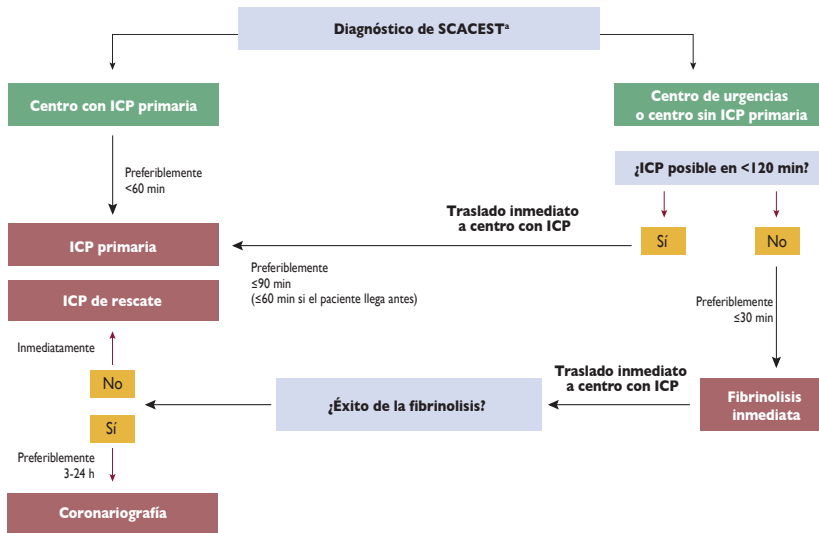 Diagnóstico de SCACESTª
Centro con ICP primaria
Centro de urgencias
o centro sin ICP primaria
Preferiblemente
<60 min
¿ICP posible en <120 min?
Traslado inmediato
a centro con ICP
Sí
No
ICP primaria
Preferiblemente
≤90 min
(≤60 min si el paciente llega antes)
ICP de rescate
Preferiblemente
≤30 min
Inmediatamente
No
Sí
¿Éxito de la fibrinolisis?
Traslado inmediato
a centro con ICP
Fibrinolisis
inmediata
Preferiblemente
3-24 h
Coronariografía